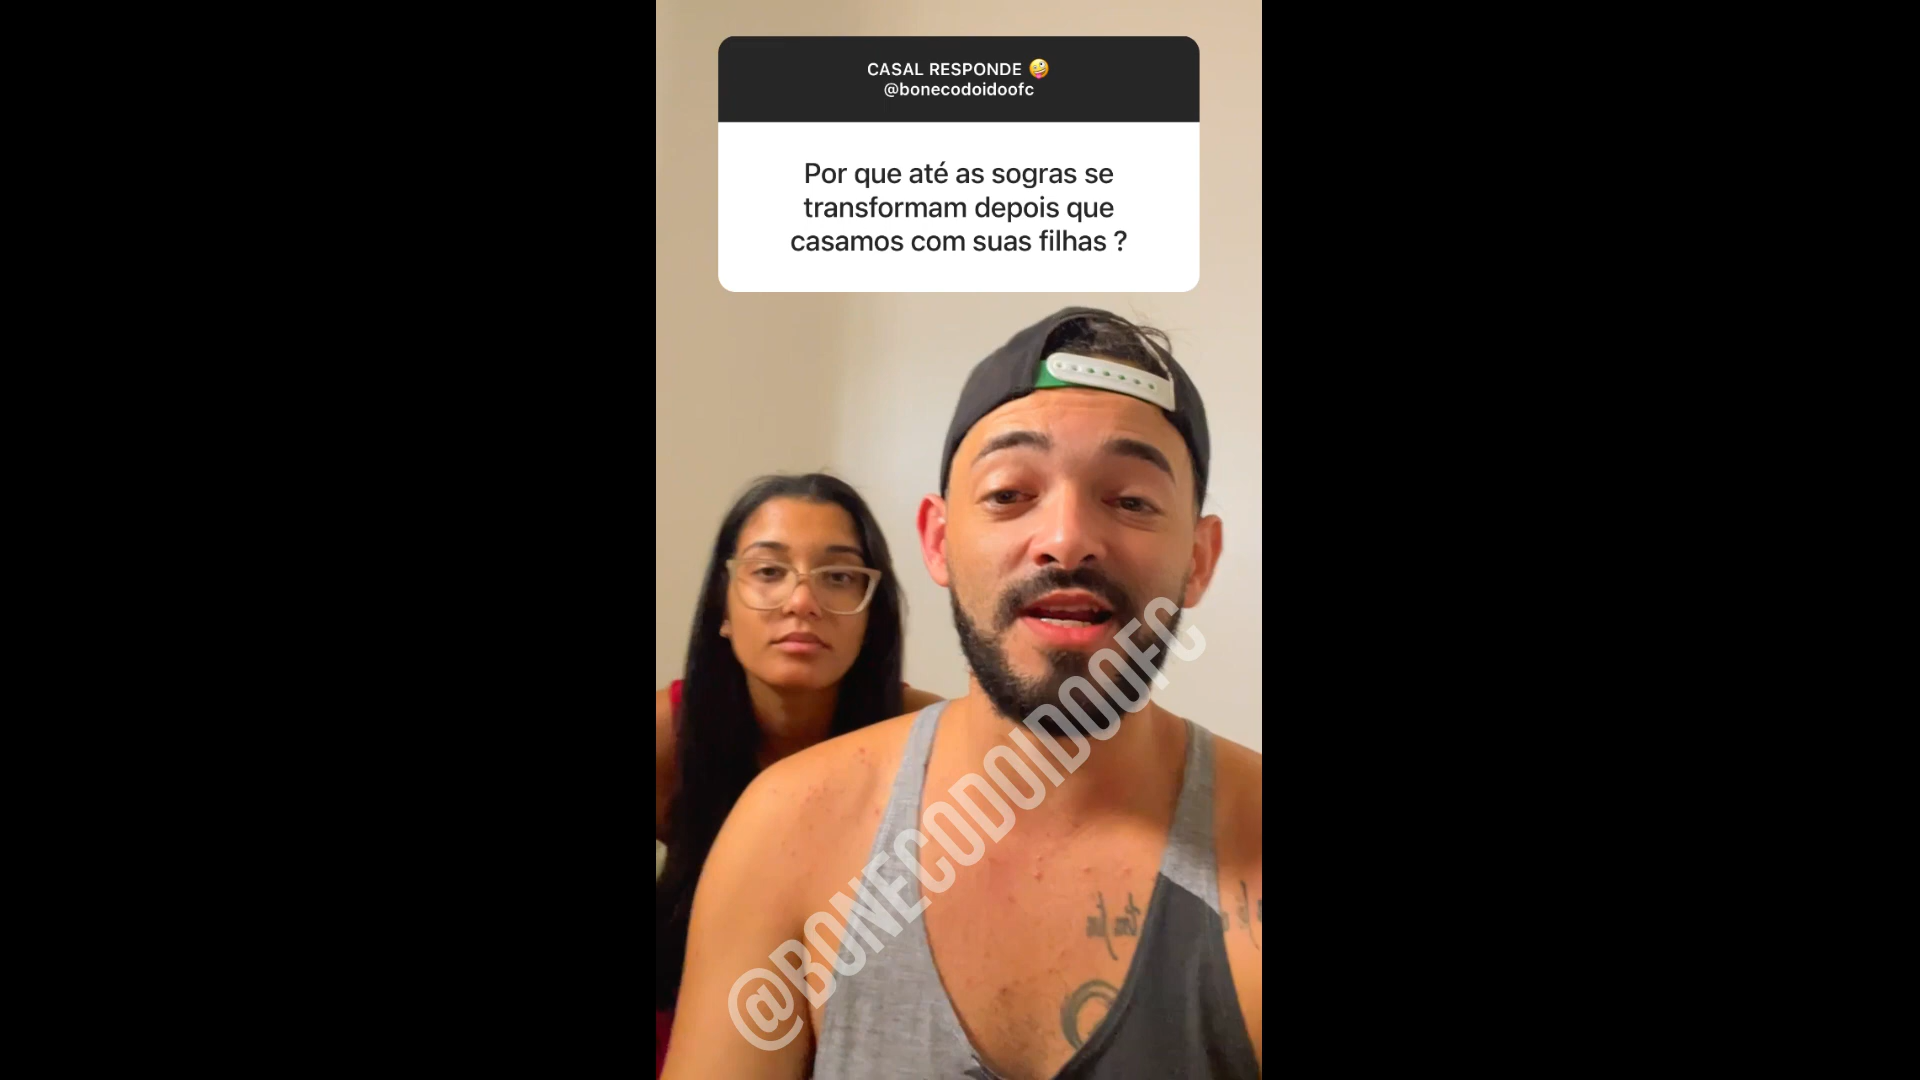 CASAL RESPONDE 🤪
@bonecodoidoofc
Por que até as sogras se
transformam depois que
casamos com suas filhas ?
@BONECODOIDOOFC